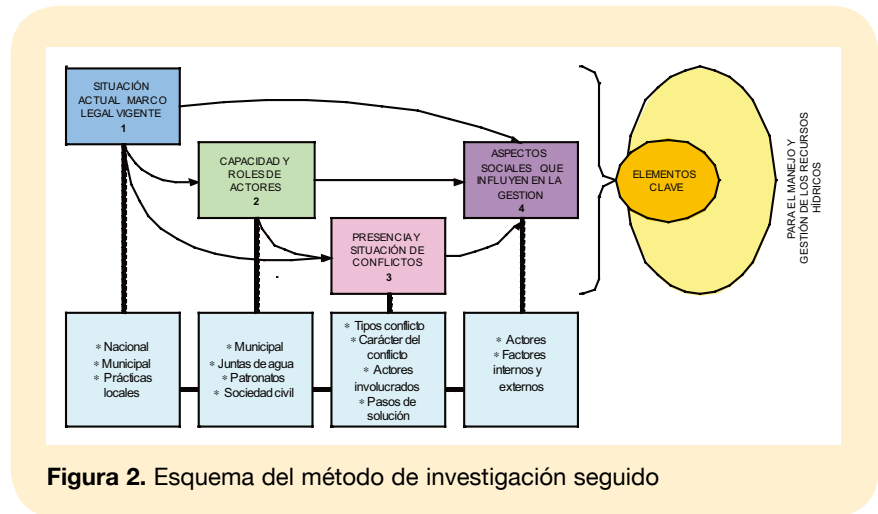 SITUACIÓN
ACTUAL MARCO
LEGAL VIGENTE
1
CAPACIDAD Y
ROLES DE
ACTORES
2
ASPECTOS
SOCIALES QUE
INFLUYEN EN LA
GESTION
4
PRESENCIA Y
SITUACIÓN DE
CONFLICTOS
3
ELEMENTOS
CLAVE
PARA EL MANEJO Y
GESTIÓN DE LOS RECURSOS
HÍDRICOS
* Nacional
* Municipal
* Prácticas
locales
* Municipal
* Juntas de agua
* Patronatos
* Sociedad civil
* Tipos conflicto
* Carácter del
conflicto
* Actores
involucrados
* Pasos de
solución
* Actores
* Factores
internos y
externos
Figura 2. Esquema del método de investigación seguido